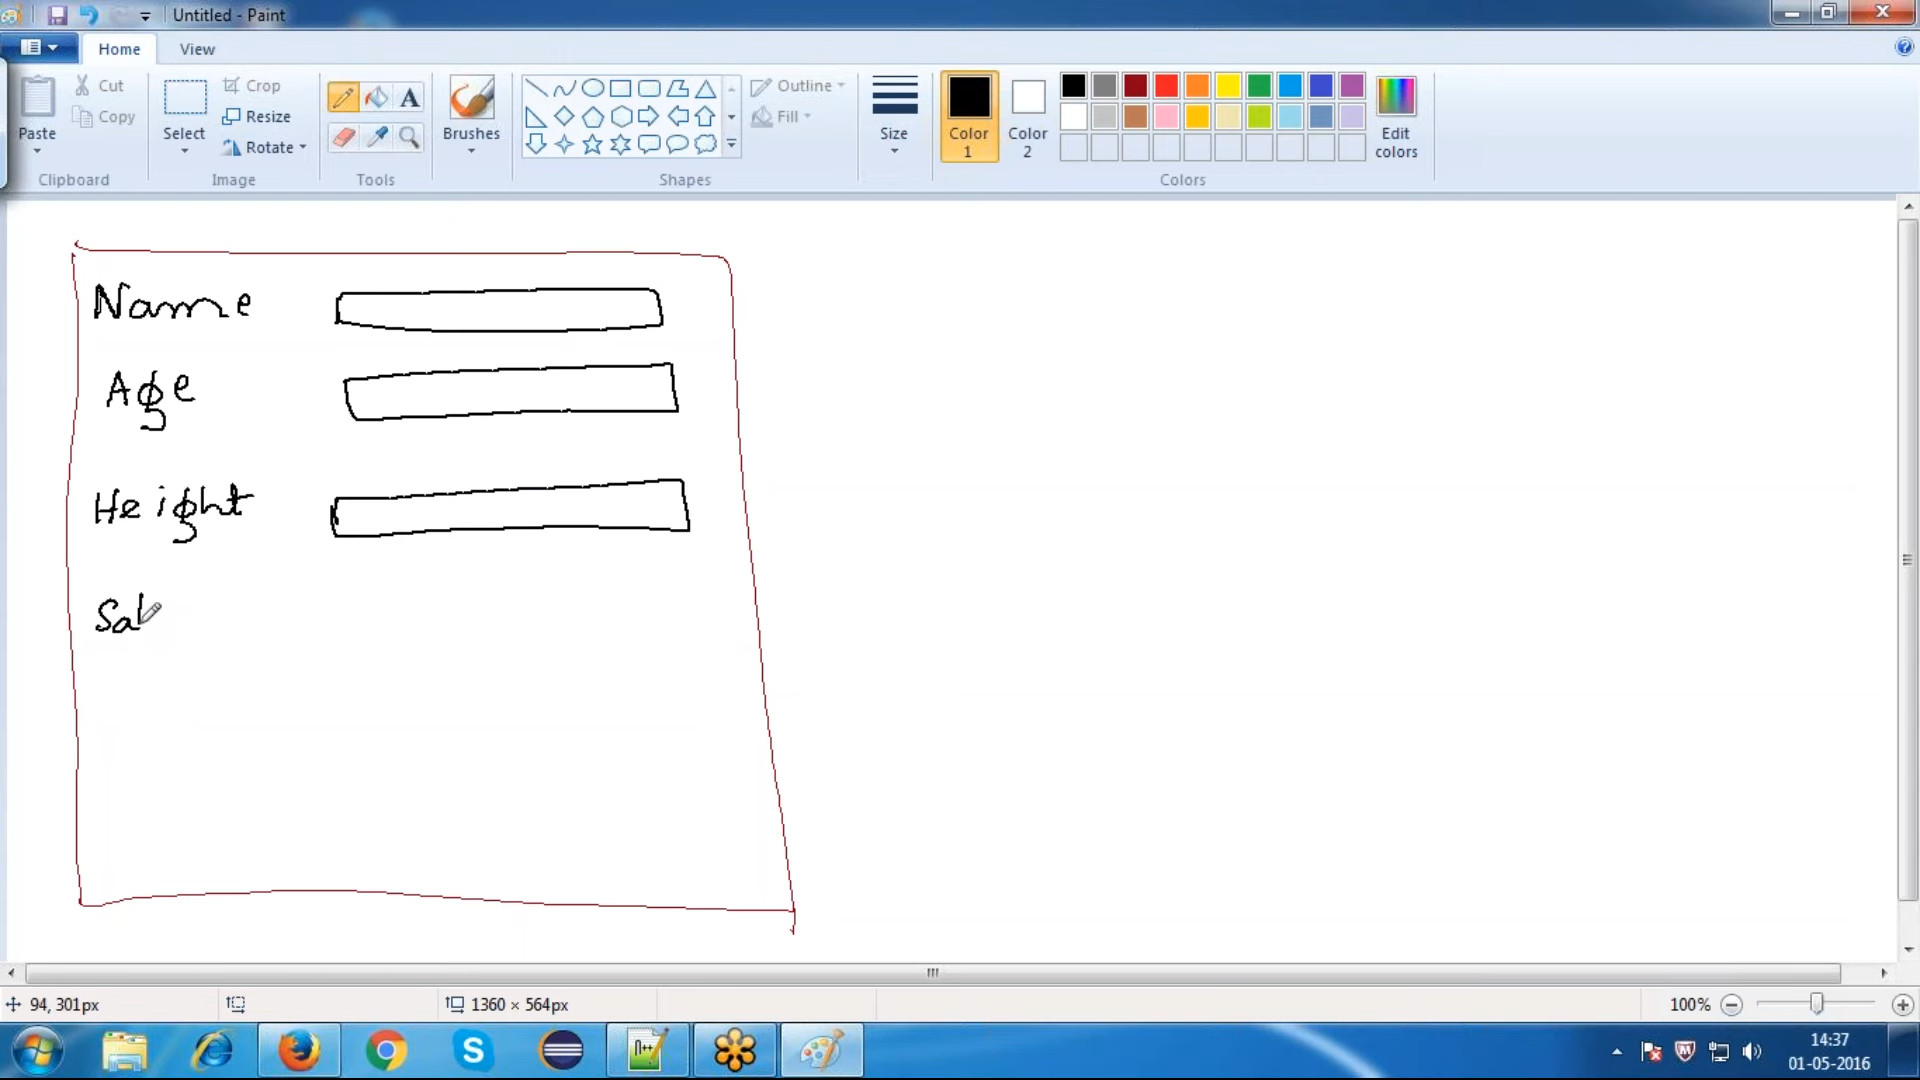 Untitled - Paint
Home
View
Paste
Cut
Copy
Clipboard
Select
Crop
Resize
Rotate
Image
A
Tools
Brushes
Shapes
Outline
Fill
Size
Color
1
Color
2
Edit
colors
Colors
Name
Age
Height
Sal
94, 301px
1360 × 564px
100%
14:37
01-05-2016